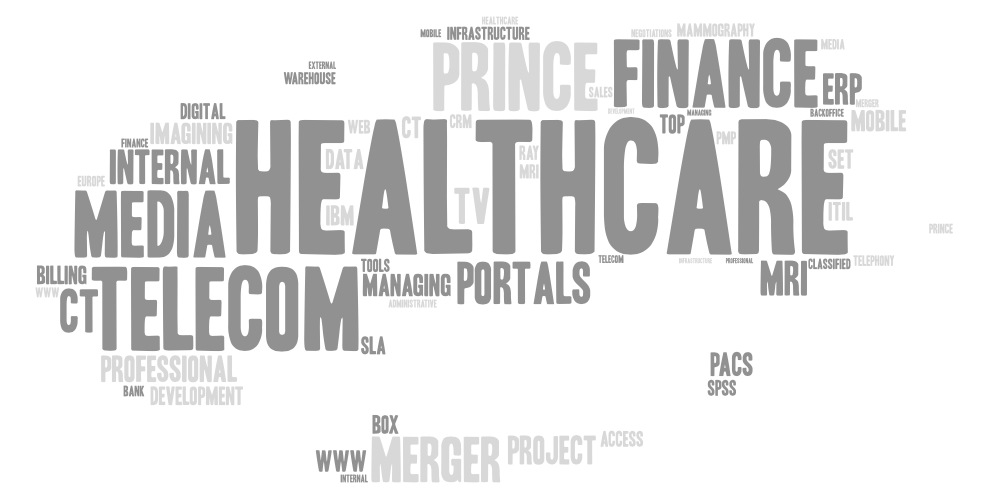 HEALTHCARE
MOBILE INFRASTRUCTURE
NEGOTIATIONS MAMMOGRAPHY
PRINCE FINANCE MEDIA
EXTERNAL
WAREHOUSE
SALES
ERP
DEVELOPMENT MANAGING BACKOFFICE MERGER
DIGITAL
IMAGINING
WEB CT CRM TOP MOBILE
PMP
FINANCE
INTERNAL HEALTHCARE
DATA RAY SET
MRI
EUROPE
MEDIA IBM TV ITIL
PRINCE
BILLING
WWW
CT TELECOM
TOOLS TELECOM INFRASTRUCTURE PROFESSIONAL CLASSIFIED TELEPHONY
MANAGING PORTALS MRI
ADMINISTRATIVE
SLA
PROFESSIONAL PACS
BANK DEVELOPMENT SPSS
BOX
WWW MERGER PROJECT ACCESS
INTERNAL